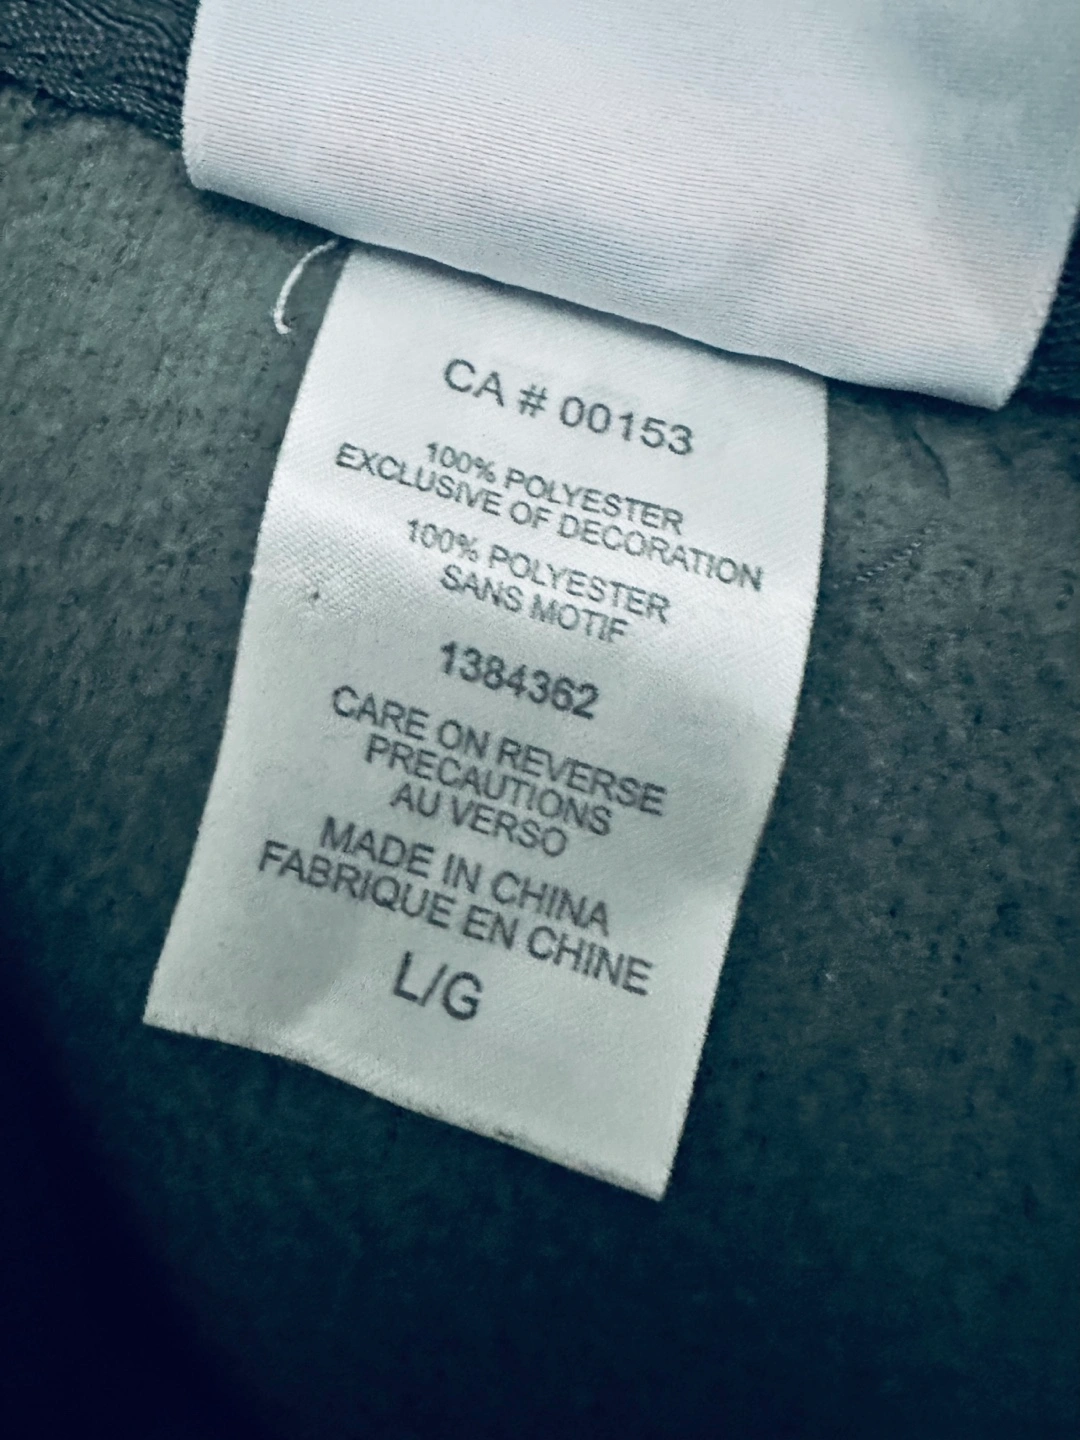 CA # 00153
100% POLYESTER
EXCLUSIVE OF DECORATION
100% POLYESTER
SANS MOTIF
1384362
CARE ON REVERSE
PRECAUTIONS
AU VERSO
MADE IN CHINA
FABRIQUE EN CHINE
L/G